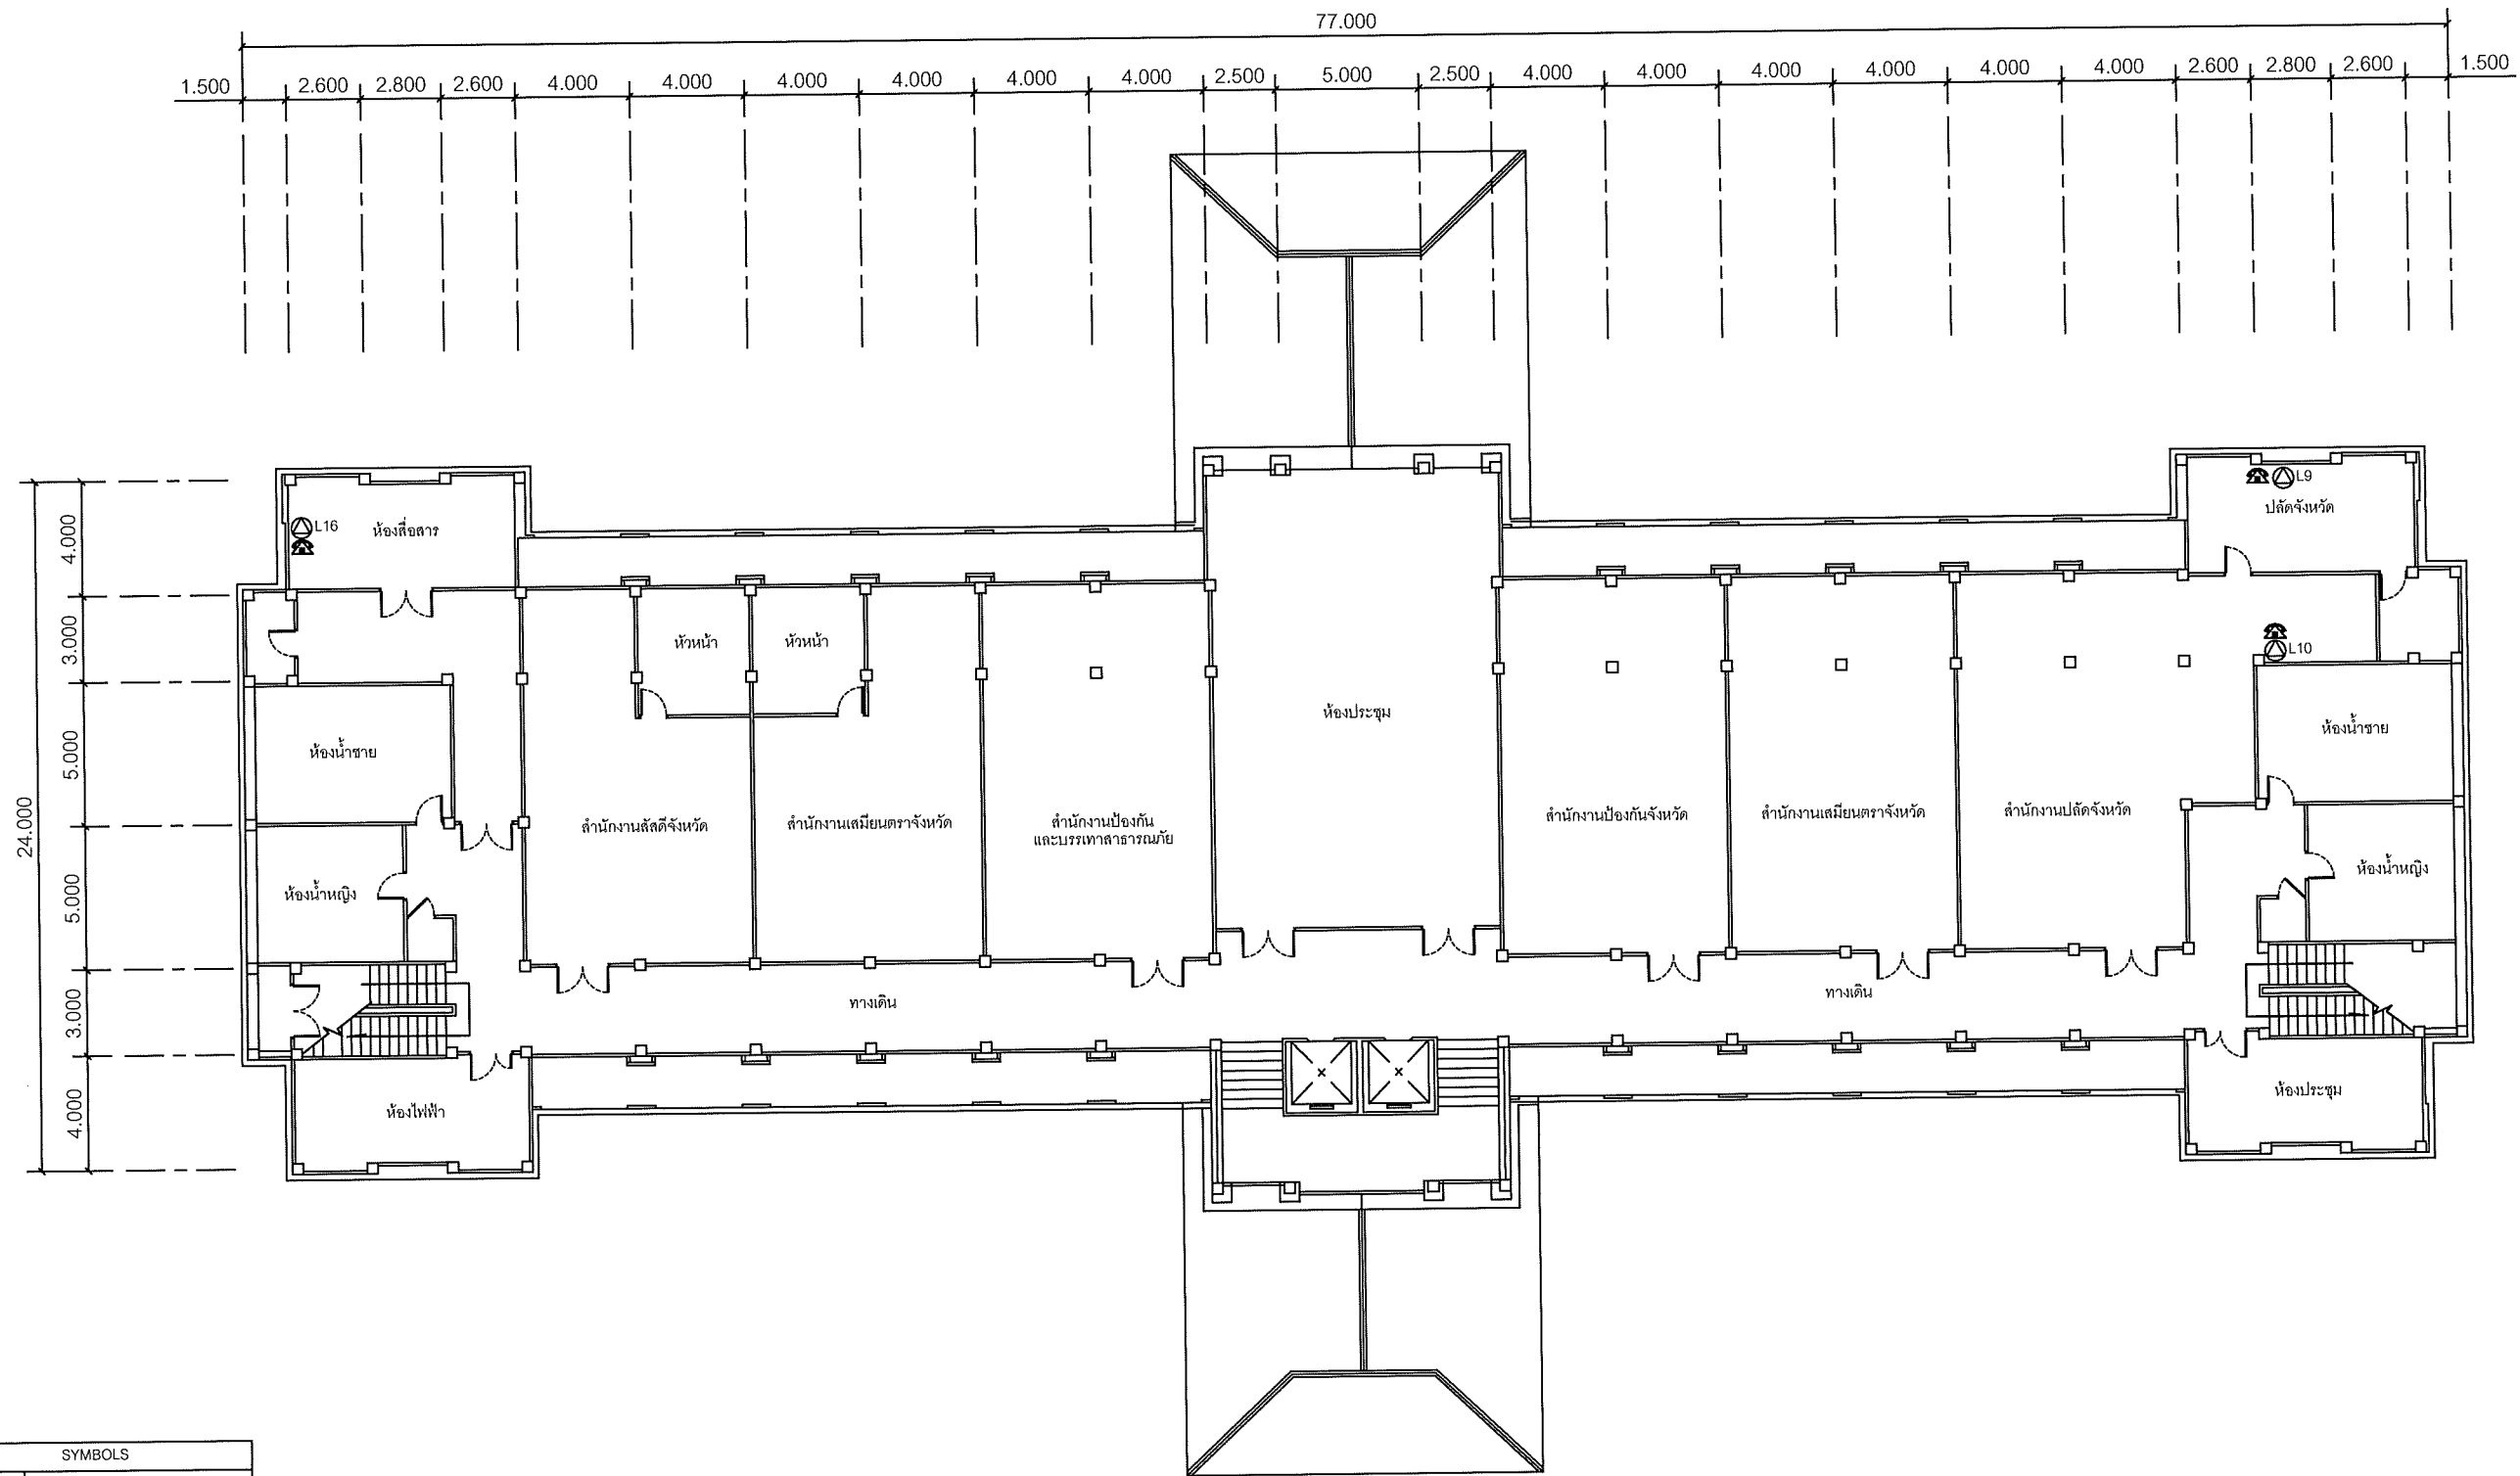 77.000
1.500 2.600 2.800 2.600 4.000 4.000 4.000 4.000 4.000 4.000 2.500 5.000 2.500 4.000 4.000 4.000 4.000 4.000 4.000 2.600 2.800 2.600 1.500
24.000
4.000
3.000
5.000
5.000
3.000
4.000
L16
ห้องสื่อสาร
L9
ปลัดจังหวัด
หัวหน้า
หัวหน้า
L10
ห้องน้ำชาย
ห้องประชุม
ห้องน้ำชาย
สำนักงานสัสดีจังหวัด
สำนักงานเสมียนตราจังหวัด
สำนักงานป้องกัน
และบรรเทาสาธารณภัย
สำนักงานป้องกันจังหวัด
สำนักงานเสมียนตราจังหวัด
สำนักงานปลัดจังหวัด
ห้องน้ำหญิง
ห้องน้ำหญิง
ทางเดิน
ทางเดิน
ห้องไฟฟ้า
ห้องประชุม
SYMBOLS